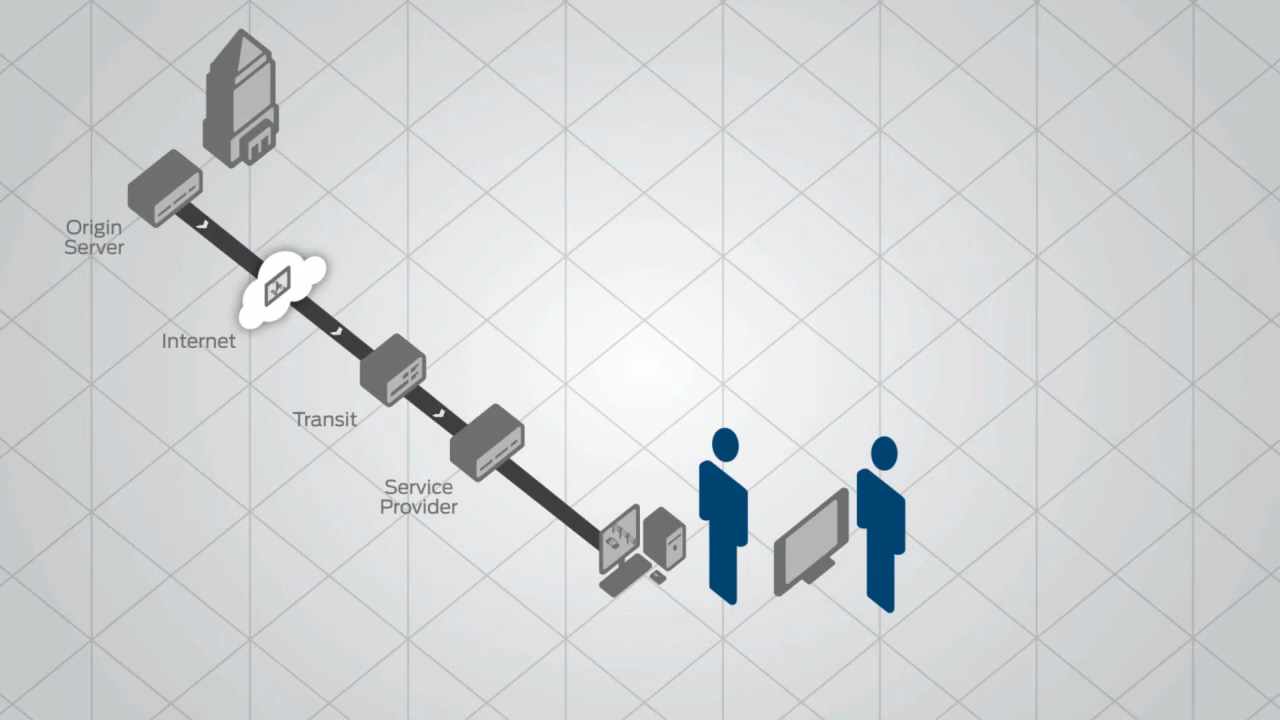 Origin
Server
Internet
Transit
Service
Provider